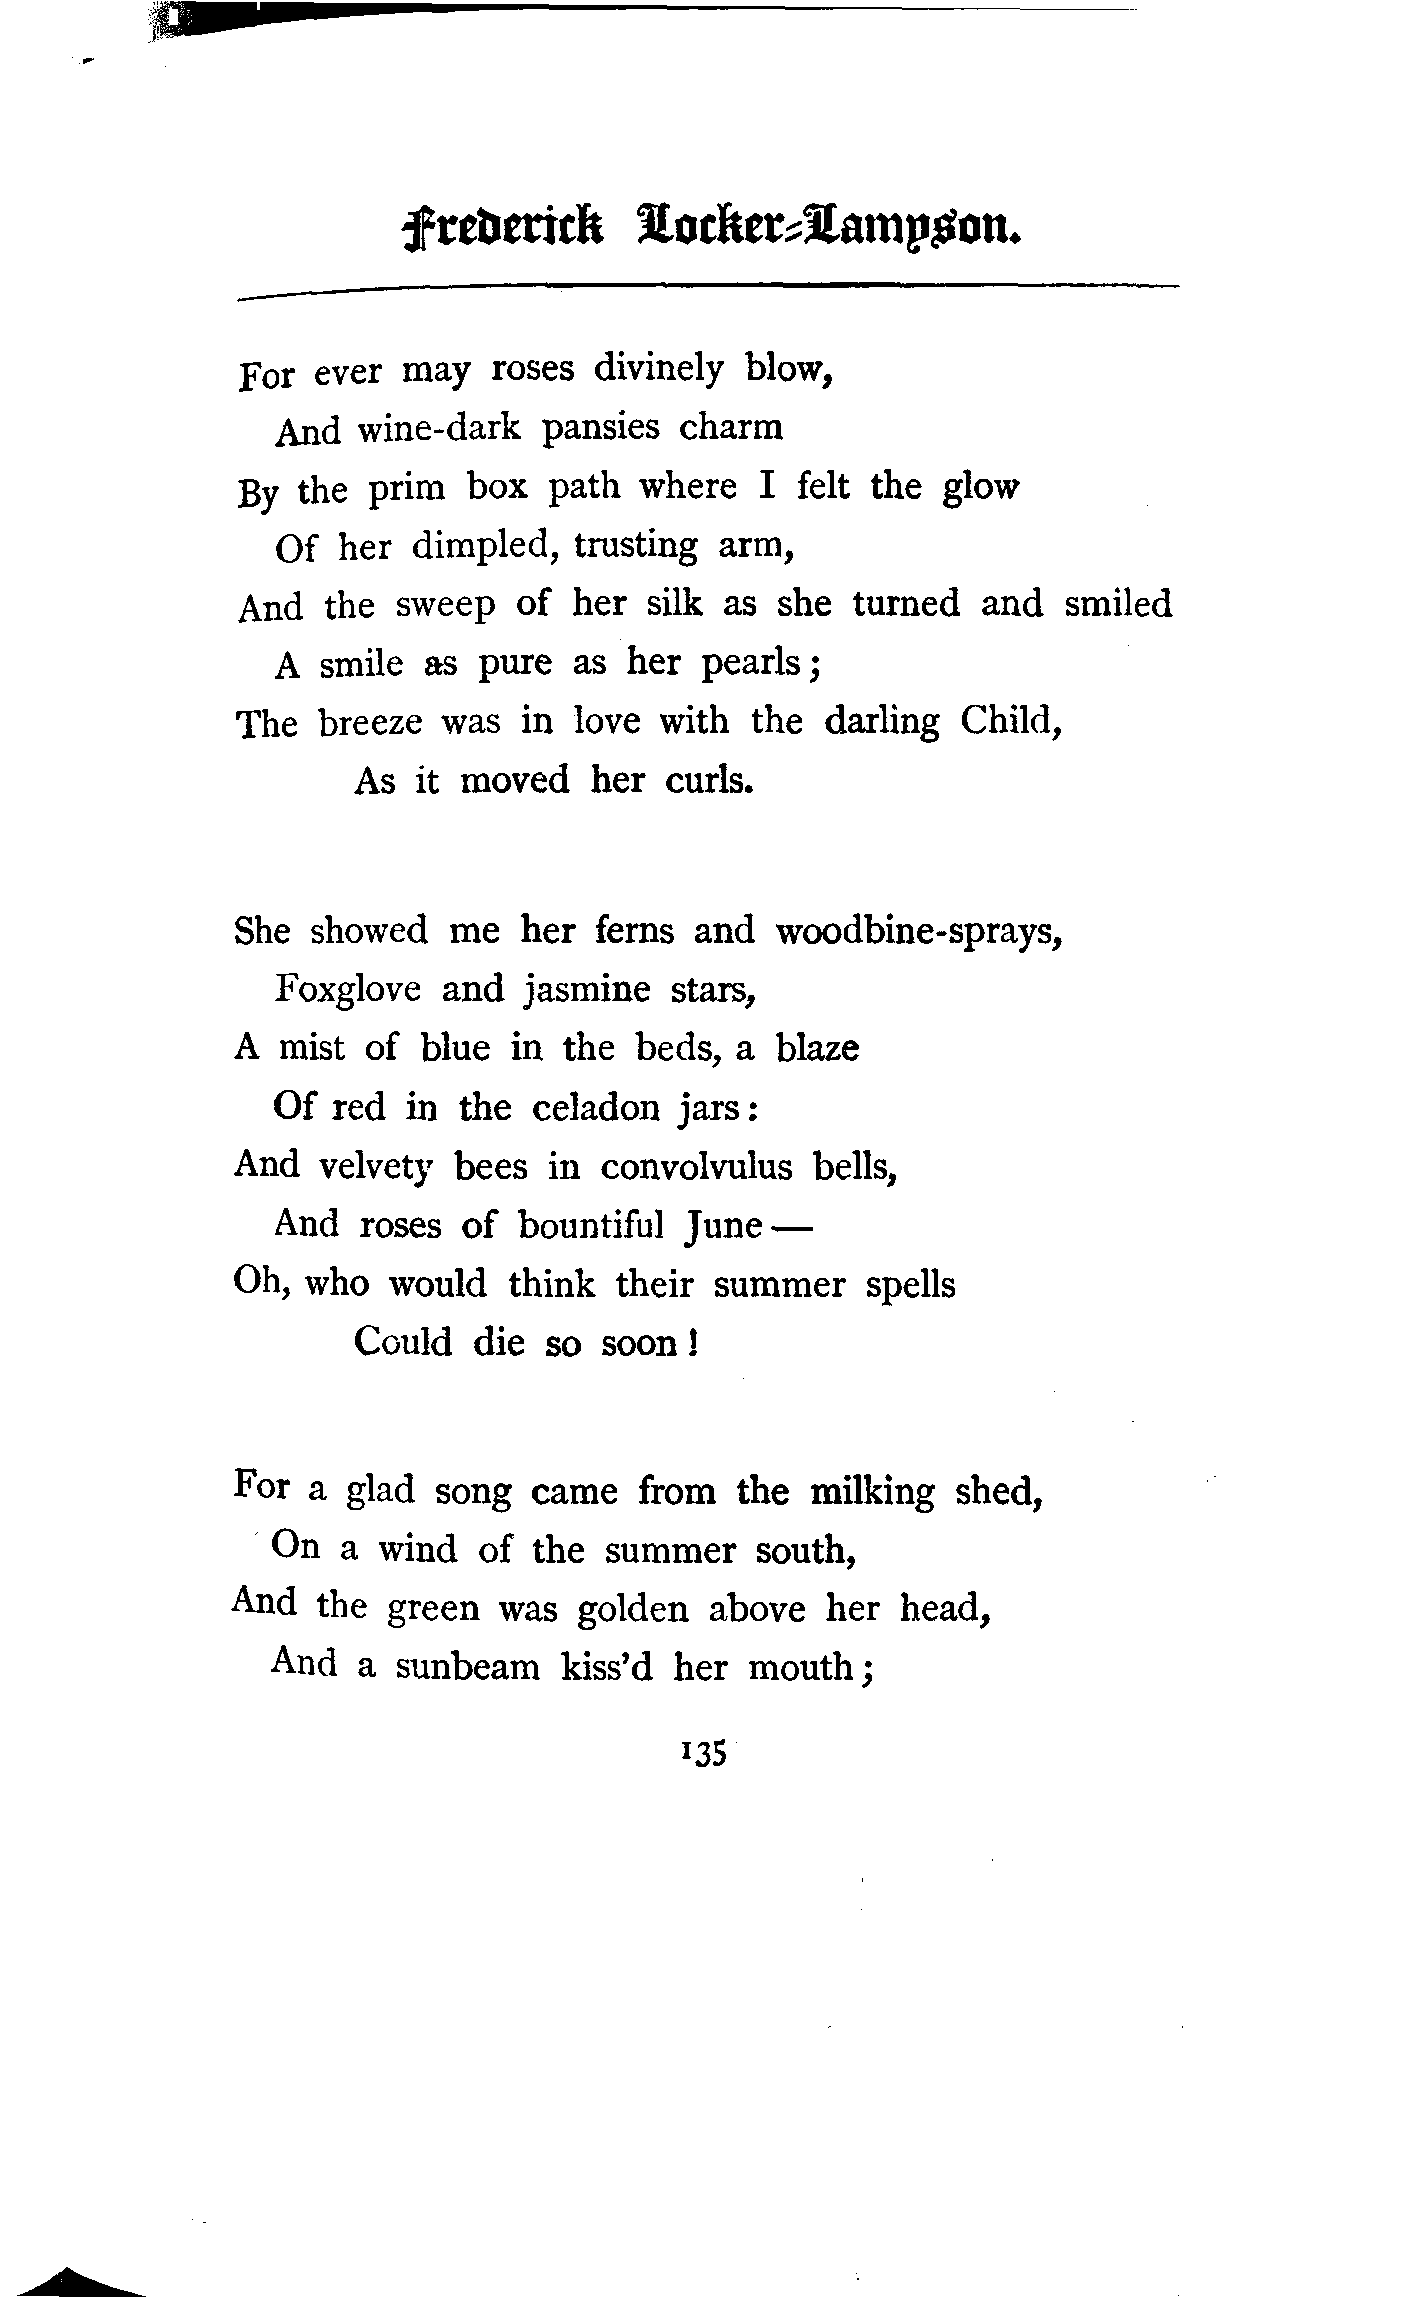 Frederick Locker-Lampson.
For ever may roses divinely blow,
And wine-dark pansies charm
By the prim box path where I felt the glow
Of her dimpled, trusting arm,
And the sweep of her silk as she turned and smiled
A smile as pure as her pearls;
The breeze was in love with the darling Child,
As it moved her curls.
She showed me her ferns and woodbine-sprays,
Foxglove and jasmine stars,
A mist of blue in the beds, a blaze
Of red in the celadon jars:
And velvety bees in convolvulus bells,
And roses of bountiful June—
Oh, who would think their summer spells
Could die so soon!
For a glad song came from the milking shed,
On a wind of the summer south,
And the green was golden above her head,
And a sunbeam kiss'd her mouth;
135